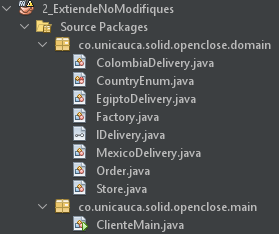 2_ExtiendeNoModifiques
Source Packages
co.unicauca.solid.openclose.domain
ColombiaDelivery.java
CountryEnum.java
EgiptoDelivery.java
Factory.java
IDelivery.java
MexicoDelivery.java
Order.java
Store.java
co.unicauca.solid.openclose.main
ClienteMain.java